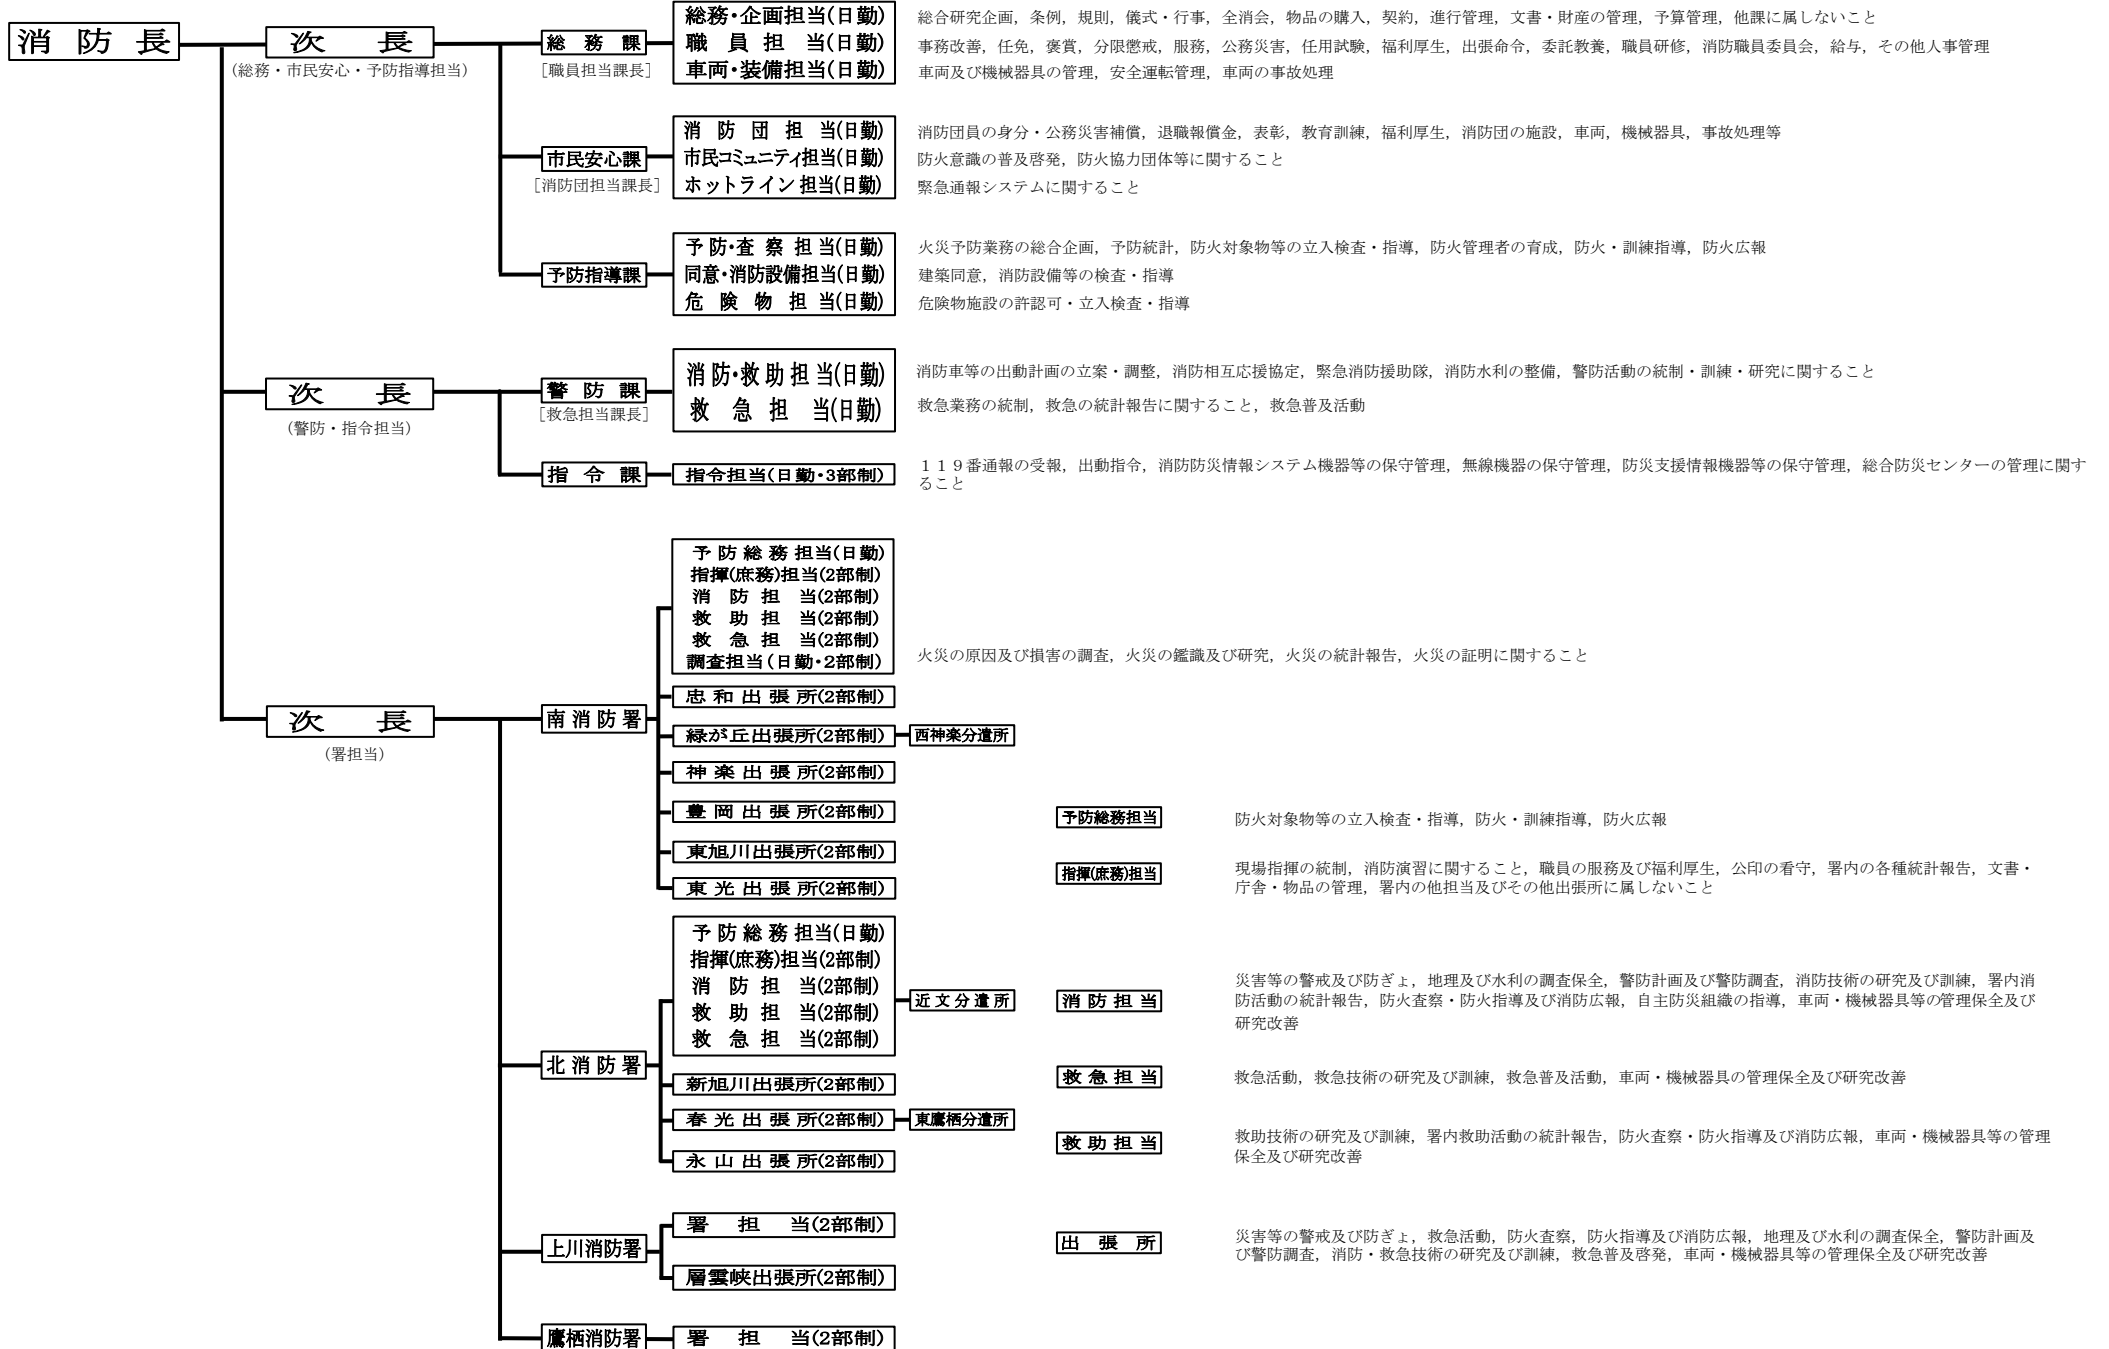 消防長
次長
(総務・市民安心・予防指導担当)
総務課
[職員担当課長]
総務・企画担当(日勤)
総合研究企画，条例，規則，儀式・行事，全消会，物品の購入，契約，進行管理，文書・財産の管理，予算管理，他課に属しないこと
職員担当(日勤)
事務改善，任免，褒賞，分限懲戒，服務，公務災害，任用試験，福利厚生，出張命令，委託教養，職員研修，消防職員委員会，給与，その他人事管理
車両・装備担当(日勤)
車両及び機械器具の管理，安全運転管理，車両の事故処理
市民安心課
[消防団担当課長]
消防団担当(日勤)
消防団員の身分・公務災害補償，退職報償金，表彰，教育訓練，福利厚生，消防団の施設，車両，機械器具，事故処理等
市民コミュニティ担当(日勤)
防火意識の普及啓発，防火協力団体等に関すること
ホットライン担当(日勤)
緊急通報システムに関すること
予防指導課
予防・査察担当(日勤)
火災予防業務の総合企画，予防統計，防火対象物等の立入検査・指導，防火管理者の育成，防火・訓練指導，防火広報
同意・消防設備担当(日勤)
建築同意，消防設備等の検査・指導
危険物担当(日勤)
危険物施設の許認可・立入検査・指導
次長
(警防・指令担当)
警防課
[救急担当課長]
消防・救助担当(日勤)
消防車等の出動計画の立案・調整，消防相互応援協定，緊急消防援助隊，消防水利の整備，警防活動の統制・訓練・研究に関すること
救急担当(日勤)
救急業務の統制，救急の統計報告に関すること，救急普及活動
指令課
指令担当(日勤・3部制)
１１９番通報の受報，出動指令，消防防災情報システム機器等の保守管理，無線機器の保守管理，防災支援情報機器等の保守管理，総合防災センターの管理に関す
ること
次長
(署担当)
南消防署
予防総務担当(日勤)
指揮(庶務)担当(2部制)
消防担当(2部制)
救助担当(2部制)
救急担当(2部制)
調査担当(日勤・2部制)
火災の原因及び損害の調査，火災の鑑識及び研究，火災の統計報告，火災の証明に関すること
忠和出張所(2部制)
緑が丘出張所(2部制)
西神楽分遣所
神楽出張所(2部制)
豊岡出張所(2部制)
東旭川出張所(2部制)
東光出張所(2部制)
北消防署
予防総務担当(日勤)
指揮(庶務)担当(2部制)
消防担当(2部制)
救助担当(2部制)
救急担当(2部制)
近文分遣所
新旭川出張所(2部制)
春光出張所(2部制)
東鷹栖分遣所
永山出張所(2部制)
上川消防署
署担当(2部制)
層雲峡出張所(2部制)
鷹栖消防署
署担当(2部制)
予防総務担当
防火対象物等の立入検査・指導，防火・訓練指導，防火広報
指揮(庶務)担当
現場指揮の統制，消防演習に関すること，職員の服務及び福利厚生，公印の看守，署内の各種統計報告，文書・
庁舎・物品の管理，署内の他担当及びその他出張所に属しないこと
消防担当
災害等の警戒及び防ぎょ，地理及び水利の調査保全，警防計画及び警防調査，消防技術の研究及び訓練，署内消
防活動の統計報告，防火査察・防火指導及び消防広報，自主防災組織の指導，車両・機械器具等の管理保全及び
研究改善
救急担当
救急活動，救急技術の研究及び訓練，救急普及活動，車両・機械器具の管理保全及び研究改善
救助担当
救助技術の研究及び訓練，署内救助活動の統計報告，防火査察・防火指導及び消防広報，車両・機械器具等の管理
保全及び研究改善
出張所
災害等の警戒及び防ぎょ，救急活動，防火査察，防火指導及び消防広報，地理及び水利の調査保全，警防計画及
び警防調査，消防・救急技術の研究及び訓練，救急普及啓発，車両・機械器具等の管理保全及び研究改善